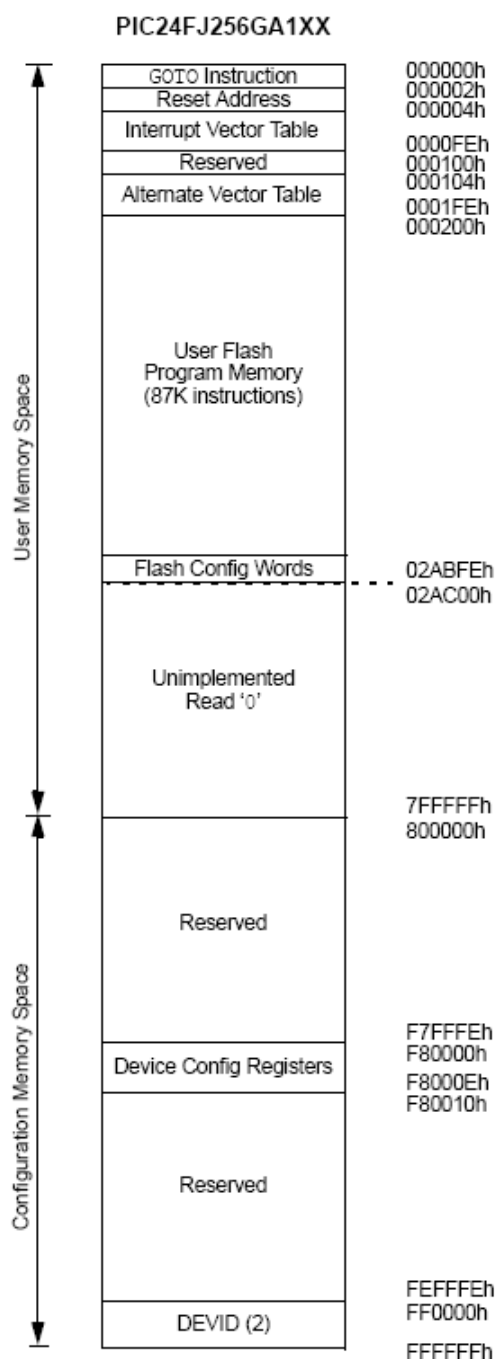 PIC24FJ256GA1XX
GOTO Instruction
000000h
Reset Address
000002h
000004h
Interrupt Vector Table
0000FEh
Reserved
000100h
000104h
Alternate Vector Table
0001FEh
000200h
User Flash
Program Memory
(87K instructions)
User Memory Space
Flash Config Words
02ABFEh
02AC00h
Unimplemented
Read ‘0’
7FFFFFh
800000h
Reserved
Configuration Memory Space
F7FFFEh
F80000h
Device Config Registers
F8000Eh
F80010h
Reserved
FEFFFEh
FF0000h
DEVID (2)
FFFFFFh